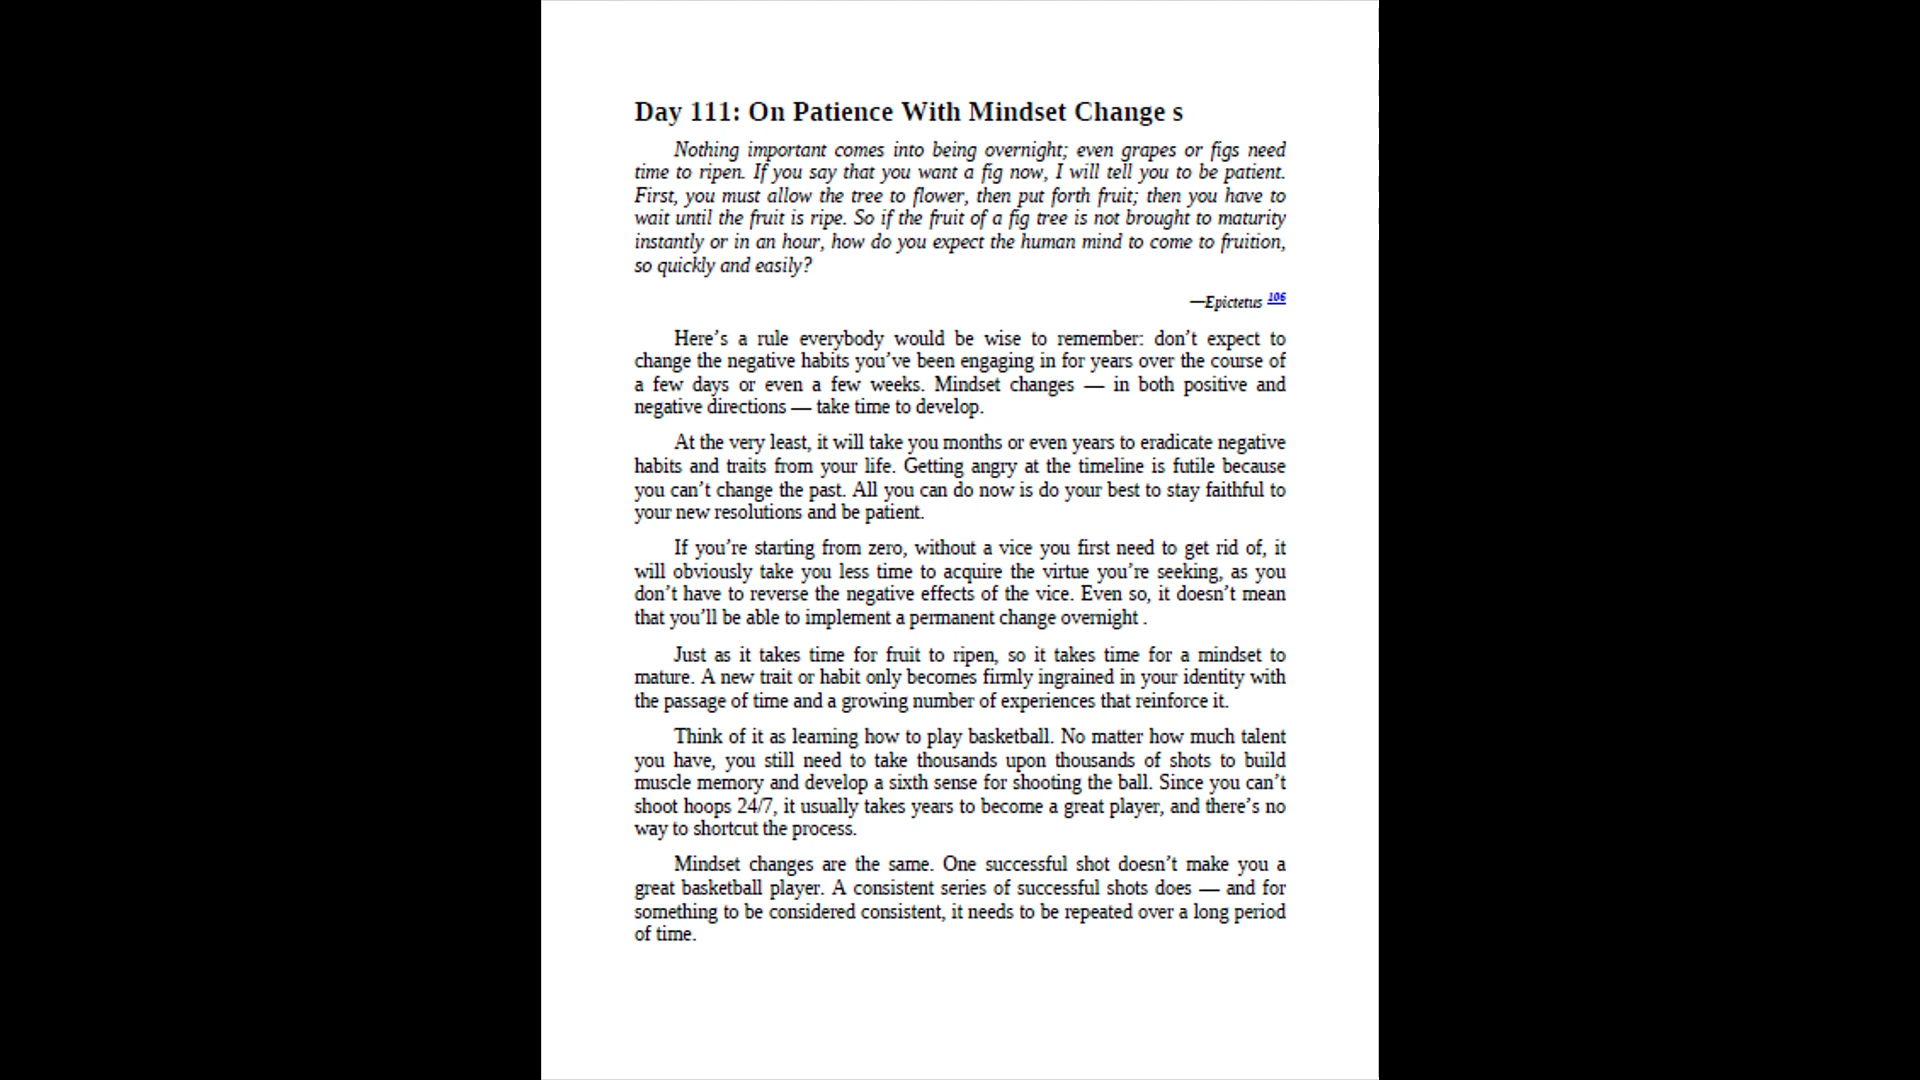 Day 111: On Patience With Mindset Change s
Nothing important comes into being overnight; even grapes or figs need
time to ripen. If you say that you want a fig now, I will tell you to be patient.
First, you must allow the tree to flower, then put forth fruit; then you have to
wait until the fruit is ripe. So if the fruit of a fig tree is not brought to maturity
instantly or in an hour, how do you expect the human mind to come to fruition,
so quickly and easily?
—Epictetus 106
Here’s a rule everybody would be wise to remember: don’t expect to
change the negative habits you’ve been engaging in for years over the course of
a few days or even a few weeks. Mindset changes — in both positive and
negative directions — take time to develop.
At the very least, it will take you months or even years to eradicate negative
habits and traits from your life. Getting angry at the timeline is futile because
you can’t change the past. All you can do now is do your best to stay faithful to
your new resolutions and be patient.
If you’re starting from zero, without a vice you first need to get rid of, it
will obviously take you less time to acquire the virtue you’re seeking, as you
don’t have to reverse the negative effects of the vice. Even so, it doesn’t mean
that you’ll be able to implement a permanent change overnight .
Just as it takes time for fruit to ripen, so it takes time for a mindset to
mature. A new trait or habit only becomes firmly ingrained in your identity with
the passage of time and a growing number of experiences that reinforce it.
Think of it as learning how to play basketball. No matter how much talent
you have, you still need to take thousands upon thousands of shots to build
muscle memory and develop a sixth sense for shooting the ball. Since you can’t
shoot hoops 24/7, it usually takes years to become a great player, and there’s no
way to shortcut the process.
Mindset changes are the same. One successful shot doesn’t make you a
great basketball player. A consistent series of successful shots does — and for
something to be considered consistent, it needs to be repeated over a long period
of time.